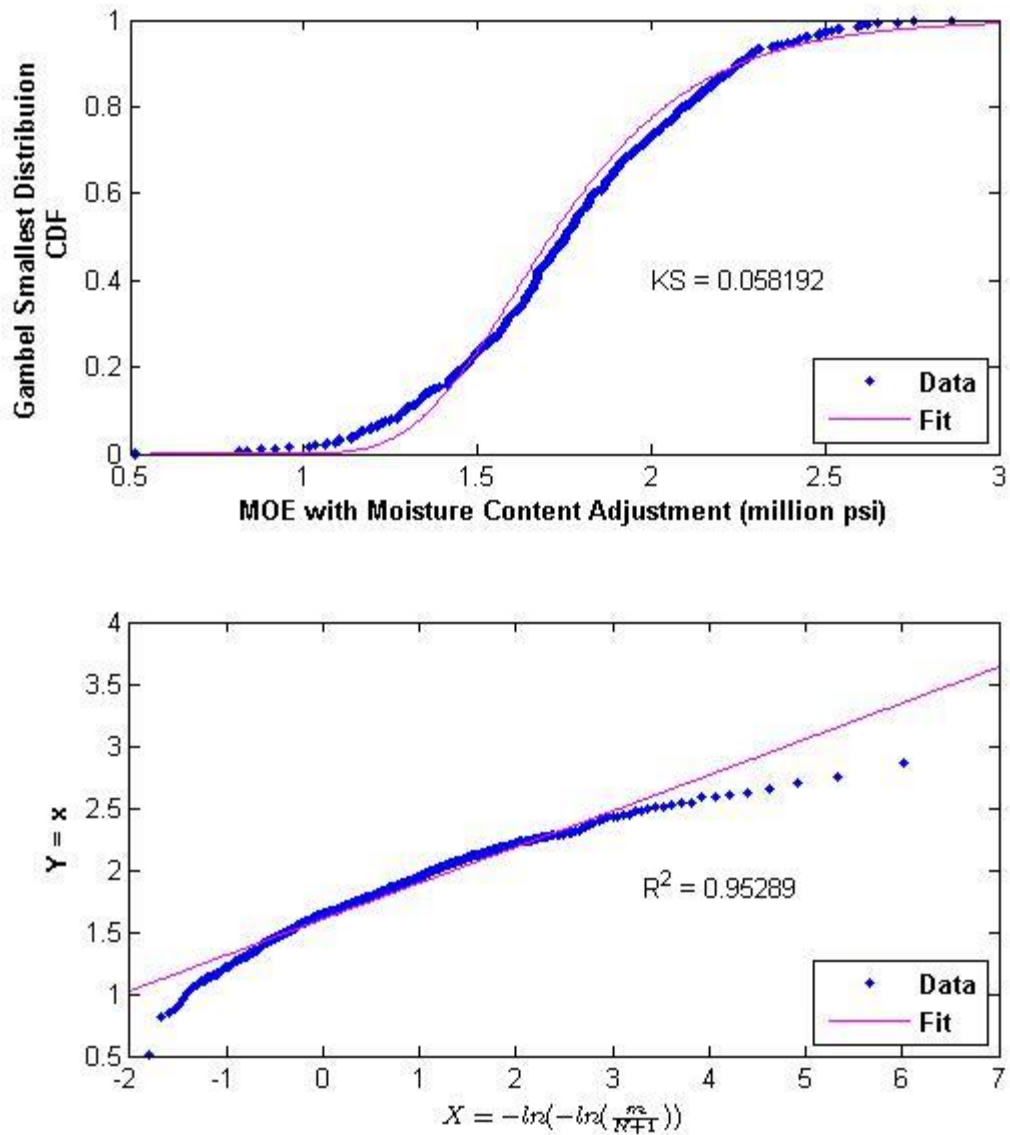 Gambel Smallest Distribuion
CDF
1
0.8
0.6
0.4
0.2
0
KS = 0.058192
Data
Fit
0.5 1 1.5 2 2.5 3
MOE with Moisture Content Adjustment (million psi)
Y = x
4
3.5
3
2.5
2
1.5
1
0.5
R² = 0.95289
Data
Fit
-2 -1 0 1 2 3 4 5 6 7
X = -ln(-ln(m/N+1))